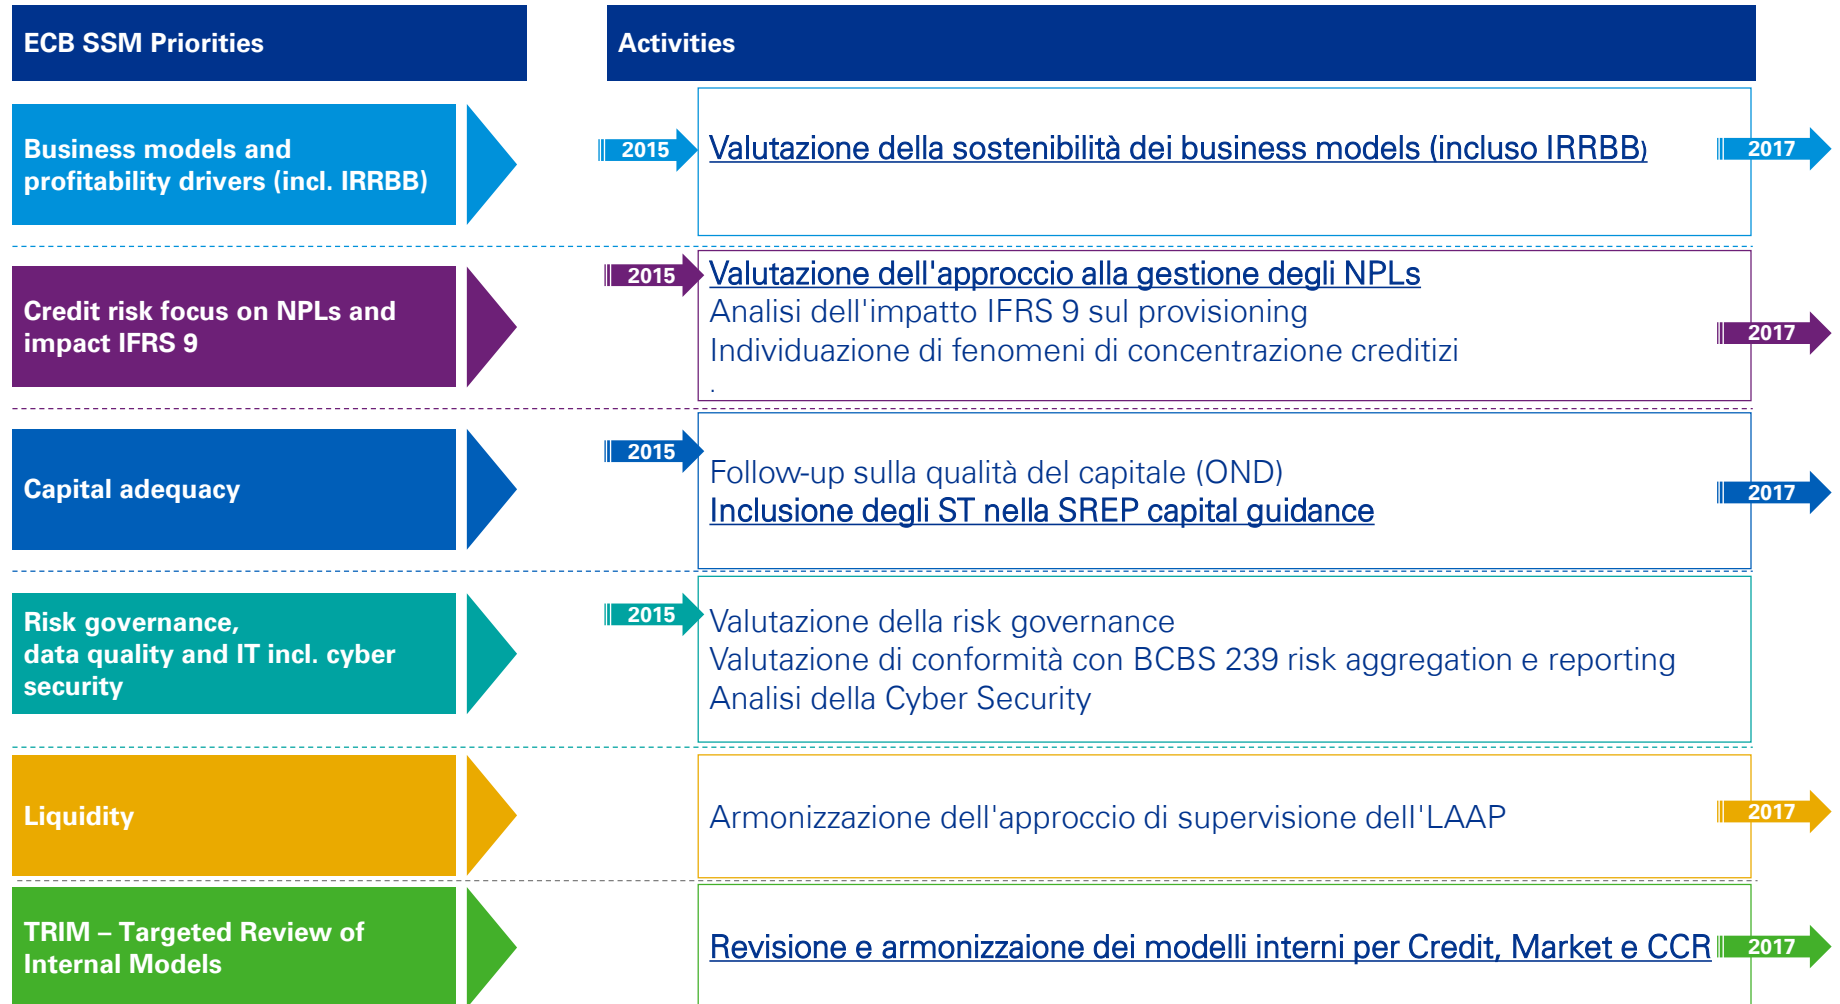 ECB SSM Priorities
Activities
Business models and
profitability drivers (incl. IRRBB)
2015
Valutazione della sostenibilità dei business models (incluso IRRBB)
2017
Credit risk focus on NPLs and
impact IFRS 9
2015
Valutazione dell'approccio alla gestione degli NPLs
Analisi dell'impatto IFRS 9 sul provisioning
Individuazione di fenomeni di concentrazione creditizi
.
2017
Capital adequacy
2015
Follow-up sulla qualità del capitale (OND)
Inclusione degli ST nella SREP capital guidance
2017
Risk governance,
data quality and IT incl. cyber
security
2015
Valutazione della risk governance
Valutazione di conformità con BCBS 239 risk aggregation e reporting
Analisi della Cyber Security
Liquidity
Armonizzazione dell'approccio di supervisione dell'LAAP
2017
TRIM – Targeted Review of
Internal Models
Revisione e armonizzaione dei modelli interni per Credit, Market e CCR
2017